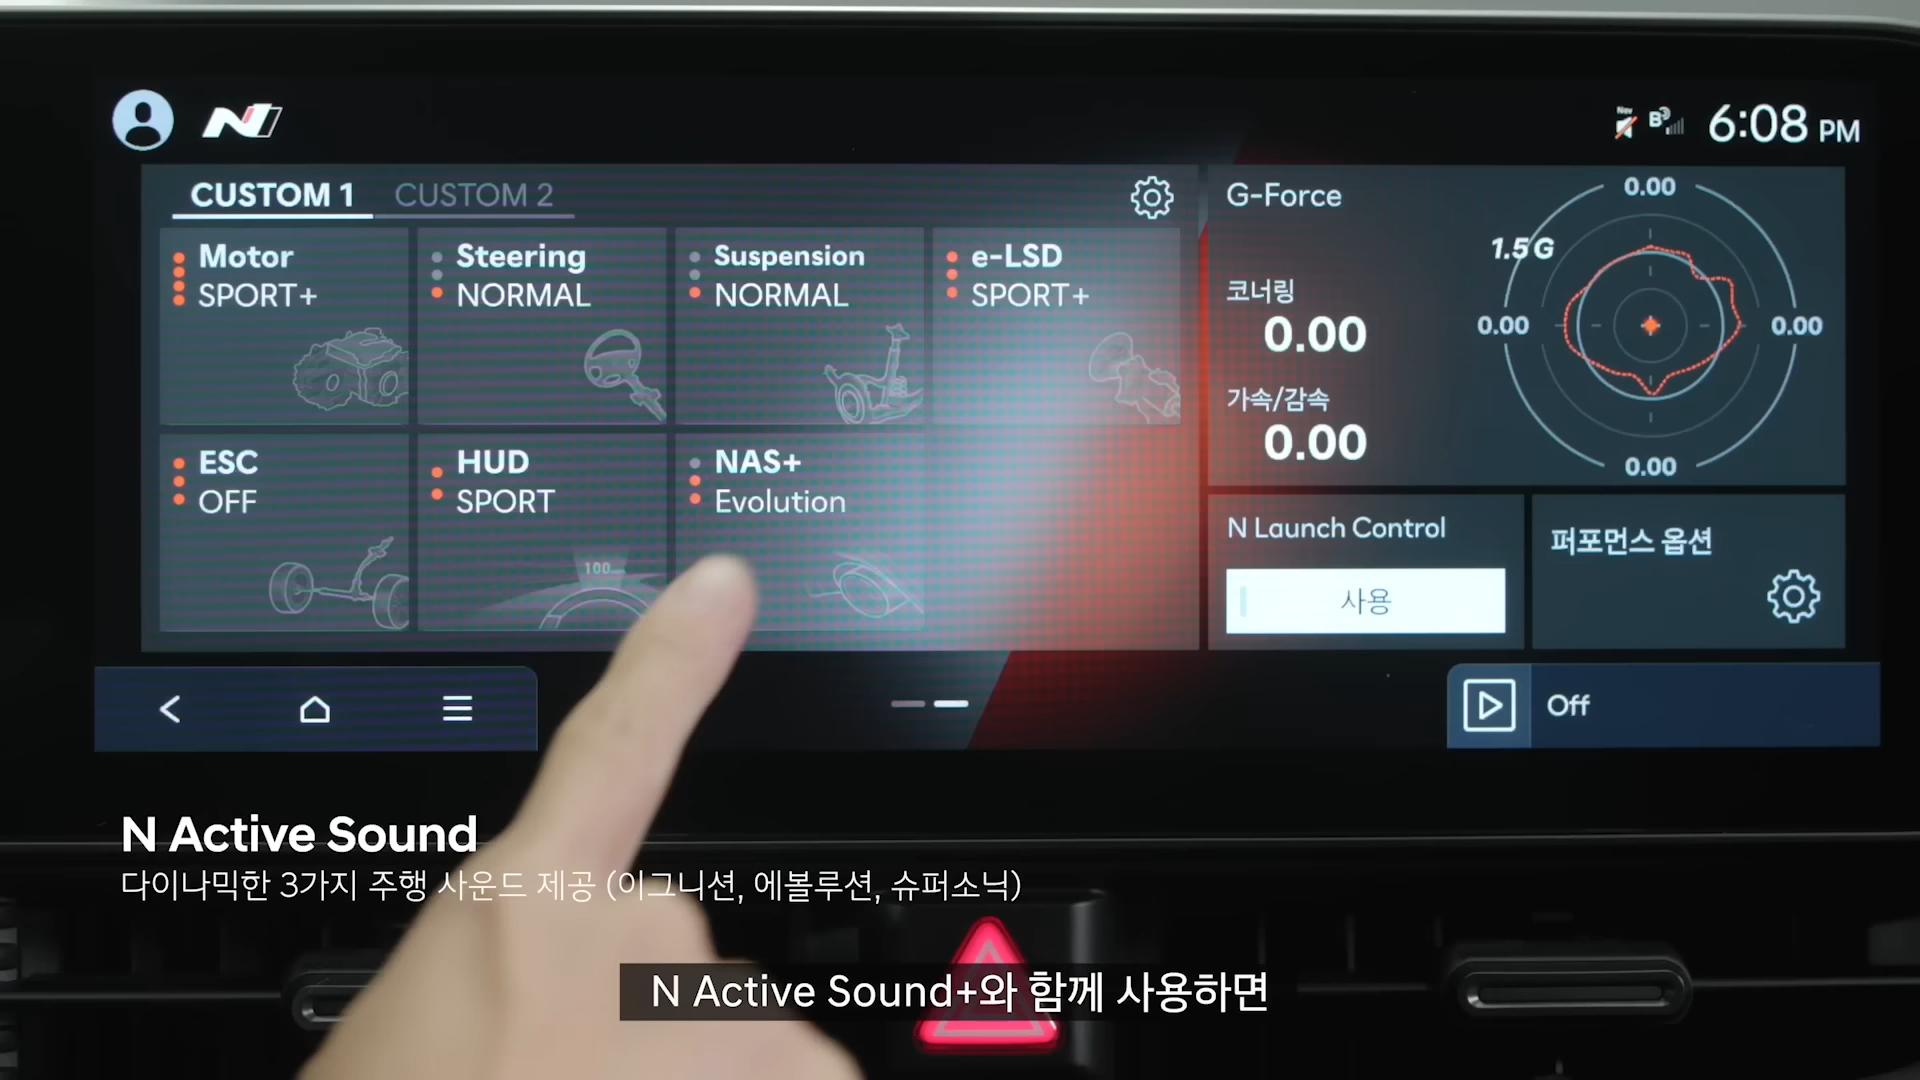 N
Nav
B
6:08 PM
CUSTOM 1
CUSTOM 2
Motor
SPORT+
Steering
NORMAL
Suspension
NORMAL
e-LSD
SPORT+
ESC
OFF
HUD
SPORT
100
NAS+
Evolution
G-Force
코너링
0.00
가속/감속
0.00
0.00
1.5 G
0.00
0.00
0.00
N Launch Control
사용
퍼포먼스 옵션
Off
N Active Sound
다이나믹한 3가지 주행 사운드 제공 (이그니션, 에볼루션, 슈퍼소닉)
N Active Sound+와 함께 사용하면